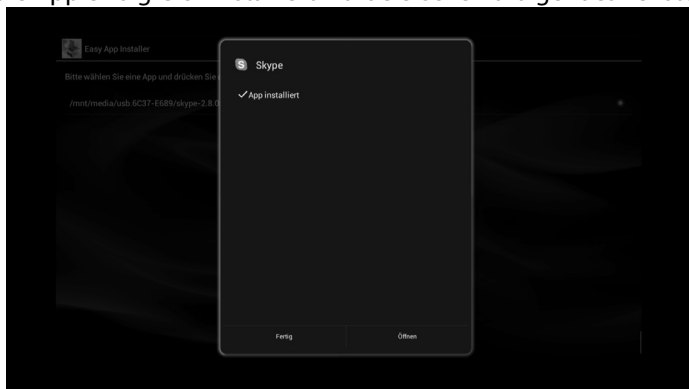 Easy App Installer
Skype
Bitte wählen Sie eine App und drücken Sie
App installiert
/mnt/media/usb.6C37-E689/skype-2.8.0
Fertig
Öffnen